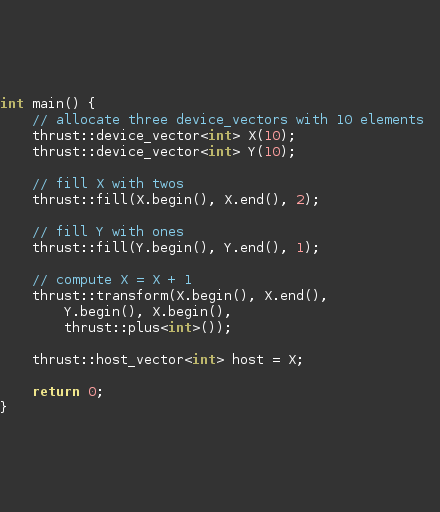 int main() {
    // allocate three device_vectors with 10 elements
    thrust::device_vector<int> X(10);
    thrust::device_vector<int> Y(10);

    // fill X with twos
    thrust::fill(X.begin(), X.end(), 2);

    // fill Y with ones
    thrust::fill(Y.begin(), Y.end(), 1);

    // compute X = X + 1
    thrust::transform(X.begin(), X.end(),
        Y.begin(), X.begin(),
        thrust::plus<int>());

    thrust::host_vector<int> host = X;

    return 0;
}